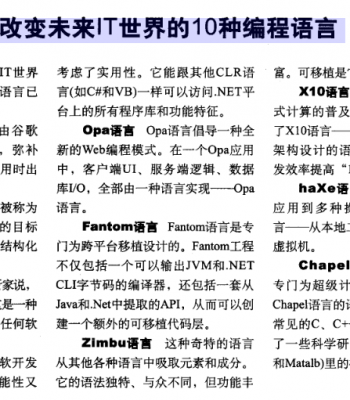 改变未来IT世界的10种编程语言
IT世界
语言已
由谷歌
，弥补
用时出
被称为
的目标
结构化
家说，
是一种
任何软
软开发
能性又
考虑了实用性。它能跟其他CLR语
言(如C#和VB)一样可以访问.NET平
台上的所有程序库和功能特征。
Opa语言 Opa语言倡导一种全
新的Web编程模式。在一个Opa应用
中，客户端UI、服务端逻辑、数据
库I/O，全部由一种语言实现——Opa
语言。
Fantom语言 Fantom语言是专
门为跨平台移植设计的。Fantom工程
不仅包括一个可以输出JVM和.NET
CLI字节码的编译器，还包括一套从
Java和.Net中提取的API，从而可以创
建一个额外的可移植代码层。
Zimbu语言 这种奇特的语言
从其他各种语言中吸取元素和成分。
它的语法独特、与众不同，但功能丰
富。可移植是它
X10语言
式计算的普及
了X10语言——
架构设计的语
发效率提高“I
haXe语
应用到多种推
言——从本地二
虚拟机。
Chapel
专门为超级计
Chapel语言的详
常见的C、C++
了一些科学研
和Matalb)里的概